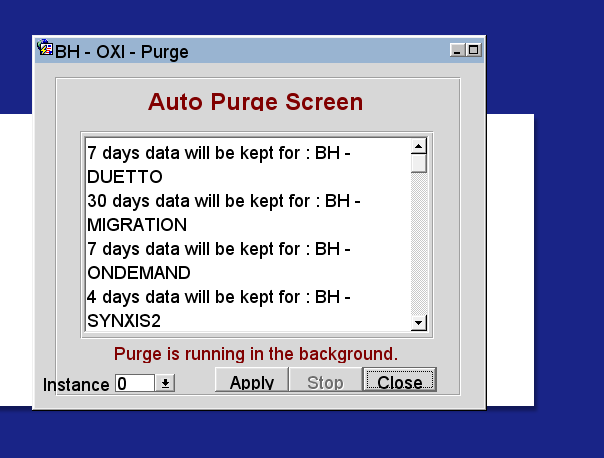 BH - OXI - Purge
Auto Purge Screen
7 days data will be kept for : BH -
DUETTO
30 days data will be kept for : BH -
MIGRATION
7 days data will be kept for : BH -
ONDEMAND
4 days data will be kept for : BH -
SYNXIS2
Purge is running in the background.
Instance 0 Apply Stop Close